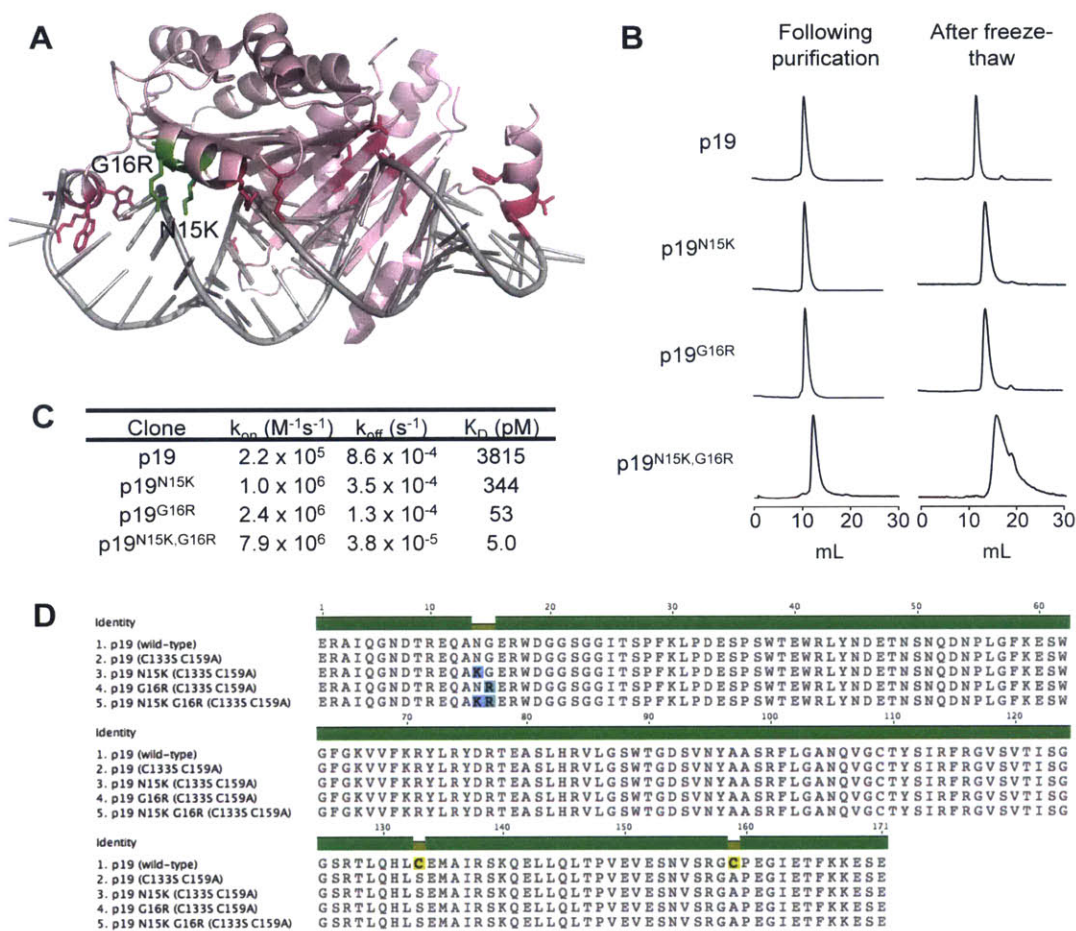 A
G16R
N15K
B
Following purification
After freeze-thaw
p19
p19N15K
p19G16R
p19N15K,G16R
0 10 20 30
0 10 20 30
mL
mL
C
Clone kon (M-1s-1) koff (s-1) KD (pM)
p19 2.2 x 10^5 8.6 x 10^-4 3815
p19N15K 1.0 x 10^6 3.5 x 10^-4 344
p19G16R 2.4 x 10^6 1.3 x 10^-4 53
p19N15K,G16R 7.9 x 10^6 3.8 x 10^-5 5.0
D
1 10 20 30 40 50 60
Identity
1. p19 (wild-type) ERAIQGNDTREQANGERWDGGSGGITSPFKLPDESPSWTEWRLYNDETNSNQDNPLGFKESW
2. p19 (C133S C159A) ERAIQGNDTREQANGERWDGGSGGITSPFKLPDESPSWTEWRLYNDETNSNQDNPLGFKESW
3. p19 N15K (C133S C159A) ERAIQGNDTREQAKGERWDGGSGGITSPFKLPDESPSWTEWRLYNDETNSNQDNPLGFKESW
4. p19 G16R (C133S C159A) ERAIQGNDTREQANRERWDGGSGGITSPFKLPDESPSWTEWRLYNDETNSNQDNPLGFKESW
5. p19 N15K G16R (C133S C159A) ERAIQGNDTREQAKRERWDGGSGGITSPFKLPDESPSWTEWRLYNDETNSNQDNPLGFKESW
70 80 90 100 110 120
Identity
1. p19 (wild-type) GFGKVVFKRYLRYDRTEASLHRVLGSWTGDSVNYAASRFLGANQVGCTYSIRFRGVSVTISG
2. p19 (C133S C159A) GFGKVVFKRYLRYDRTEASLHRVLGSWTGDSVNYAASRFLGANQVGCTYSIRFRGVSVTISG
3. p19 N15K (C133S C159A) GFGKVVFKRYLRYDRTEASLHRVLGSWTGDSVNYAASRFLGANQVGCTYSIRFRGVSVTISG
4. p19 G16R (C133S C159A) GFGKVVFKRYLRYDRTEASLHRVLGSWTGDSVNYAASRFLGANQVGCTYSIRFRGVSVTISG
5. p19 N15K G16R (C133S C159A) GFGKVVFKRYLRYDRTEASLHRVLGSWTGDSVNYAASRFLGANQVGCTYSIRFRGVSVTISG
130 140 150 160 171
Identity
1. p19 (wild-type) GSRTLQHLCEMAIRSKQELLQLTPVEVESNVSRGCPEGIETFKKESE
2. p19 (C133S C159A) GSRTLQHLSEMAIRSKQELLQLTPVEVESNVSRGAPEGIETFKKESE
3. p19 N15K (C133S C159A) GSRTLQHLSEMAIRSKQELLQLTPVEVESNVSRGAPEGIETFKKESE
4. p19 G16R (C133S C159A) GSRTLQHLSEMAIRSKQELLQLTPVEVESNVSRGAPEGIETFKKESE
5. p19 N15K G16R (C133S C159A) GSRTLQHLSEMAIRSKQELLQLTPVEVESNVSRGAPEGIETFKKESE